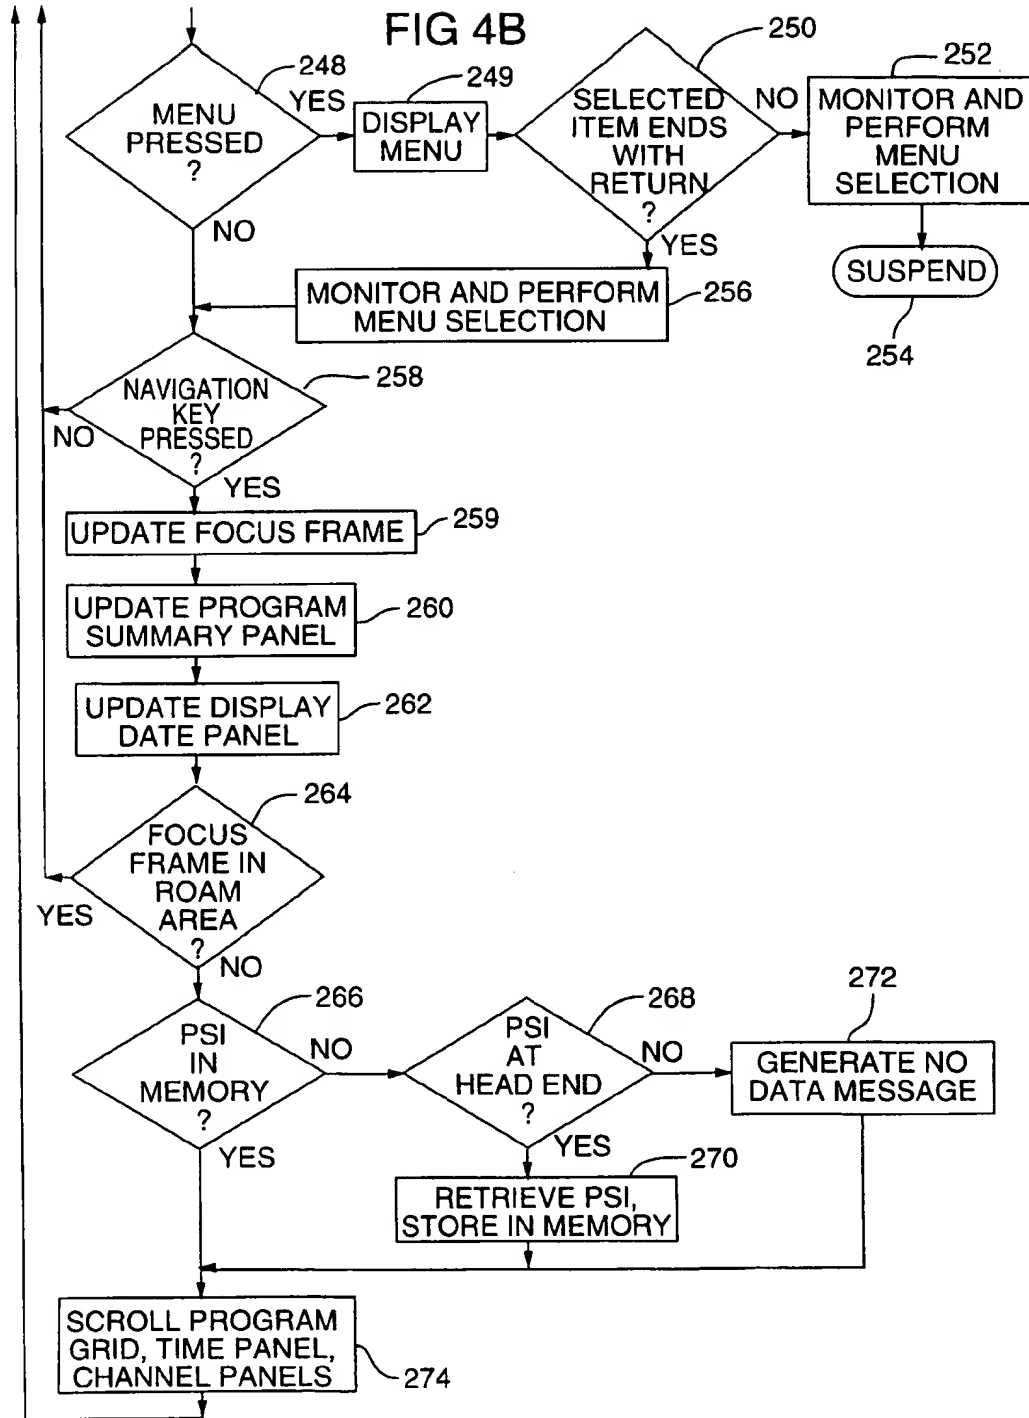 FIG 4B
248
MENU
PRESSED
?
YES
NO
249
DISPLAY
MENU
250
SELECTED
ITEM ENDS
WITH
RETURN
?
NO
YES
252
MONITOR AND
PERFORM
MENU
SELECTION
SUSPEND
254
MONITOR AND PERFORM
MENU SELECTION
256
258
NAVIGATION
KEY
PRESSED
?
NO
YES
UPDATE FOCUS FRAME
259
UPDATE PROGRAM
SUMMARY PANEL
260
UPDATE DISPLAY
DATE PANEL
262
264
FOCUS
FRAME IN
ROAM
AREA
?
YES
NO
266
PSI
IN
MEMORY
?
NO
YES
268
PSI
AT
HEAD END
?
NO
YES
272
GENERATE NO
DATA MESSAGE
270
RETRIEVE PSI,
STORE IN MEMORY
SCROLL PROGRAM
GRID, TIME PANEL,
CHANNEL PANELS
274